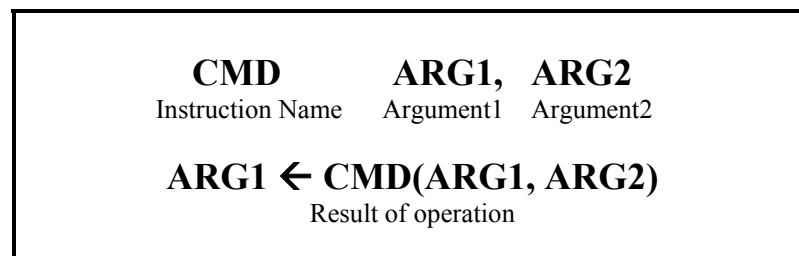 CMD ARG1, ARG2
Instruction Name Argument1 Argument2
ARG1 ← CMD(ARG1, ARG2)
Result of operation